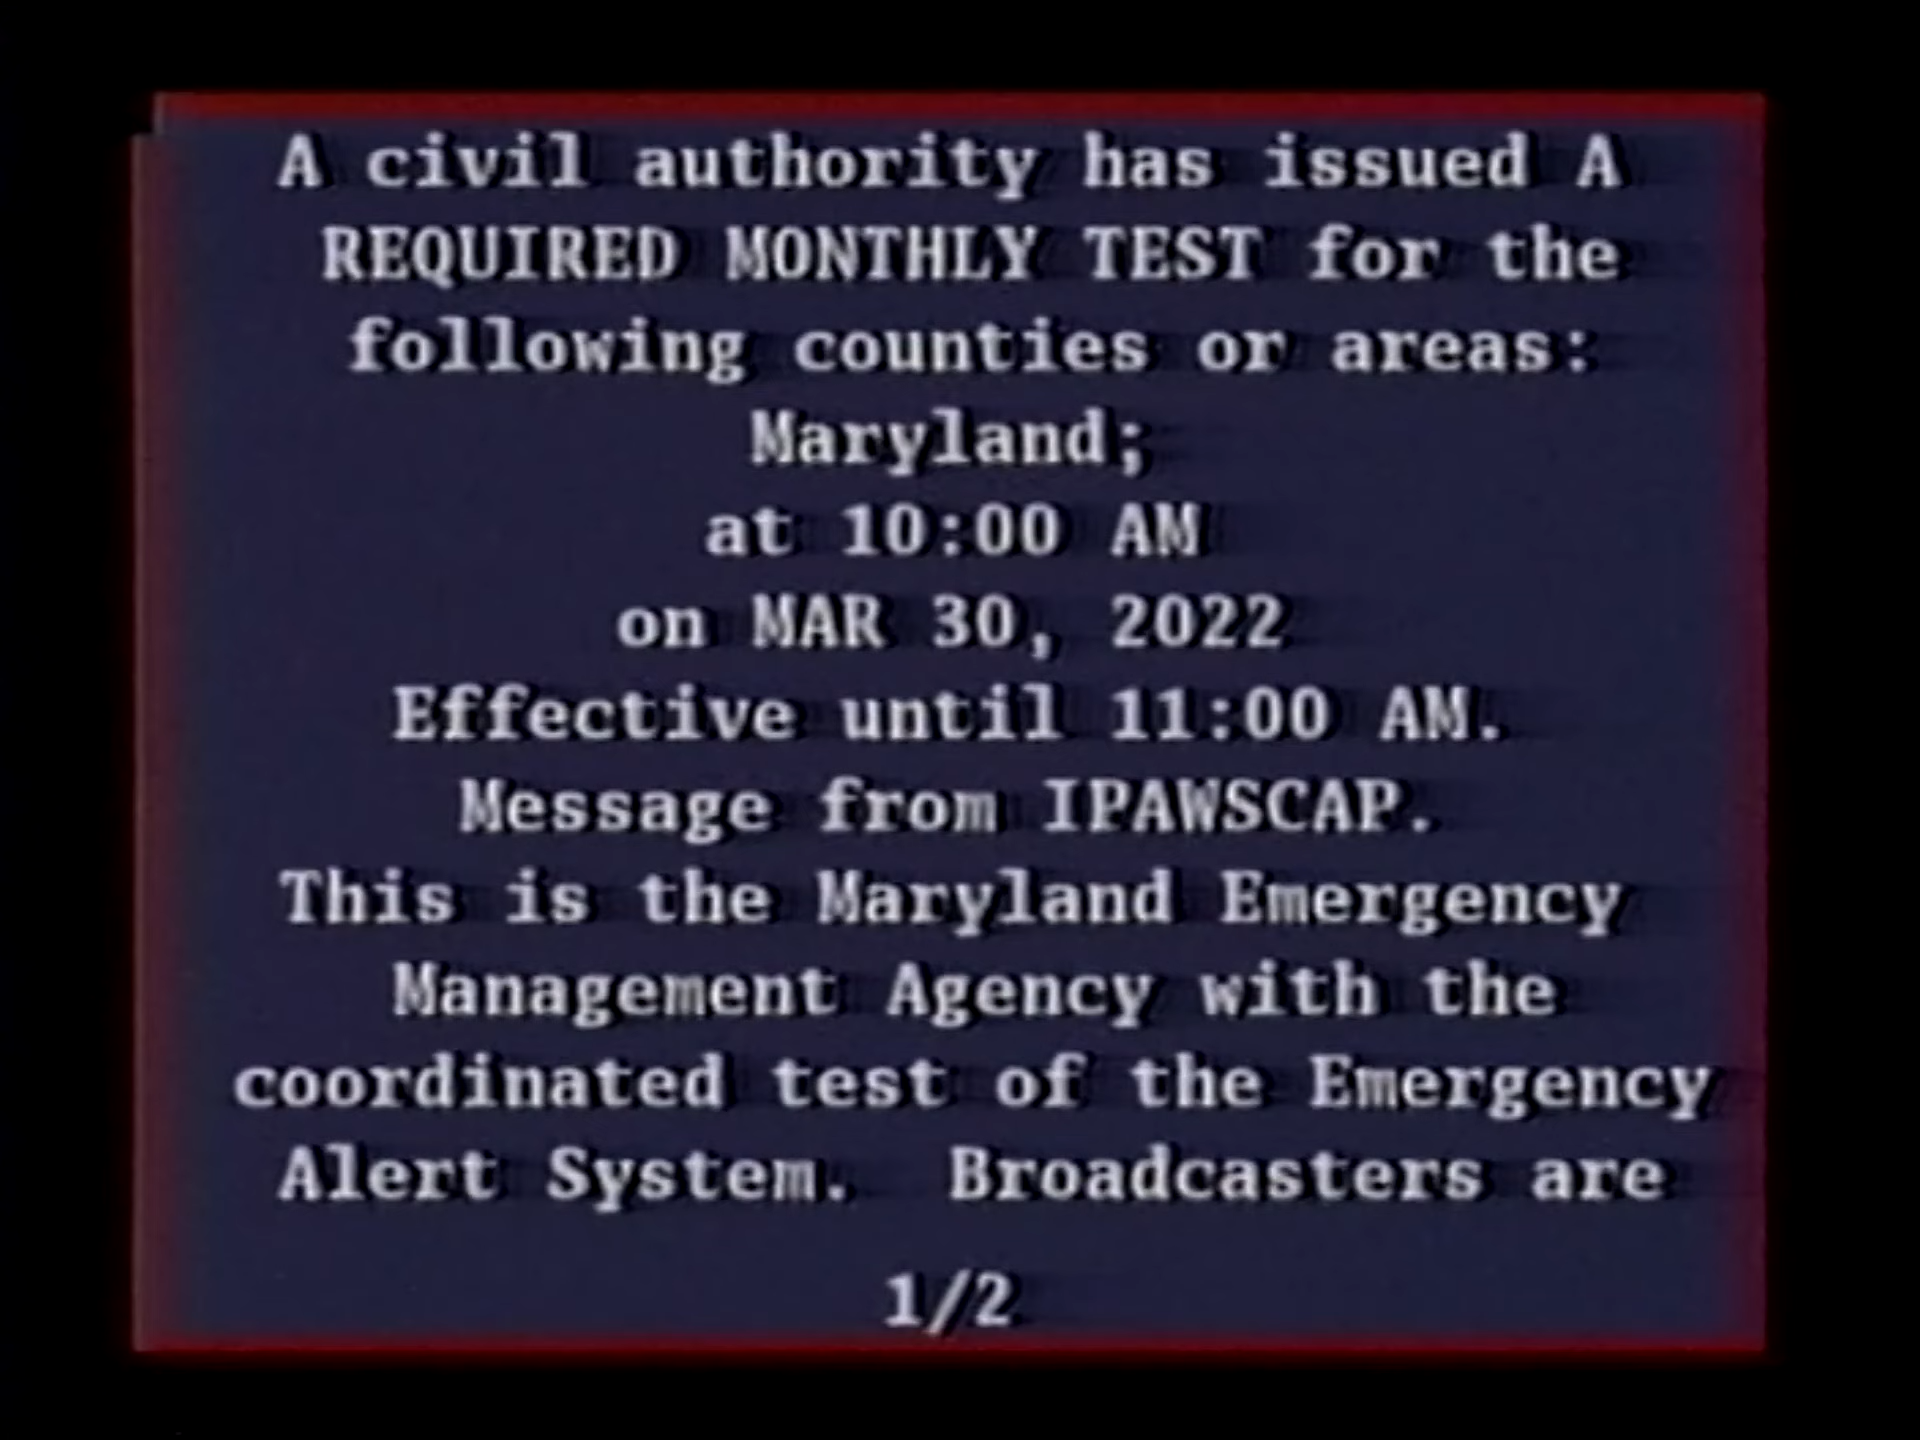 A civil authority has issued A
REQUIRED MONTHLY TEST for the
following counties or areas:
Maryland;
at 10:00 AM
on MAR 30, 2022
Effective until 11:00 AM.
Message from IPAWSCAP.
This is the Maryland Emergency
Management Agency with the
coordinated test of the Emergency
Alert System.  Broadcasters are
1/2